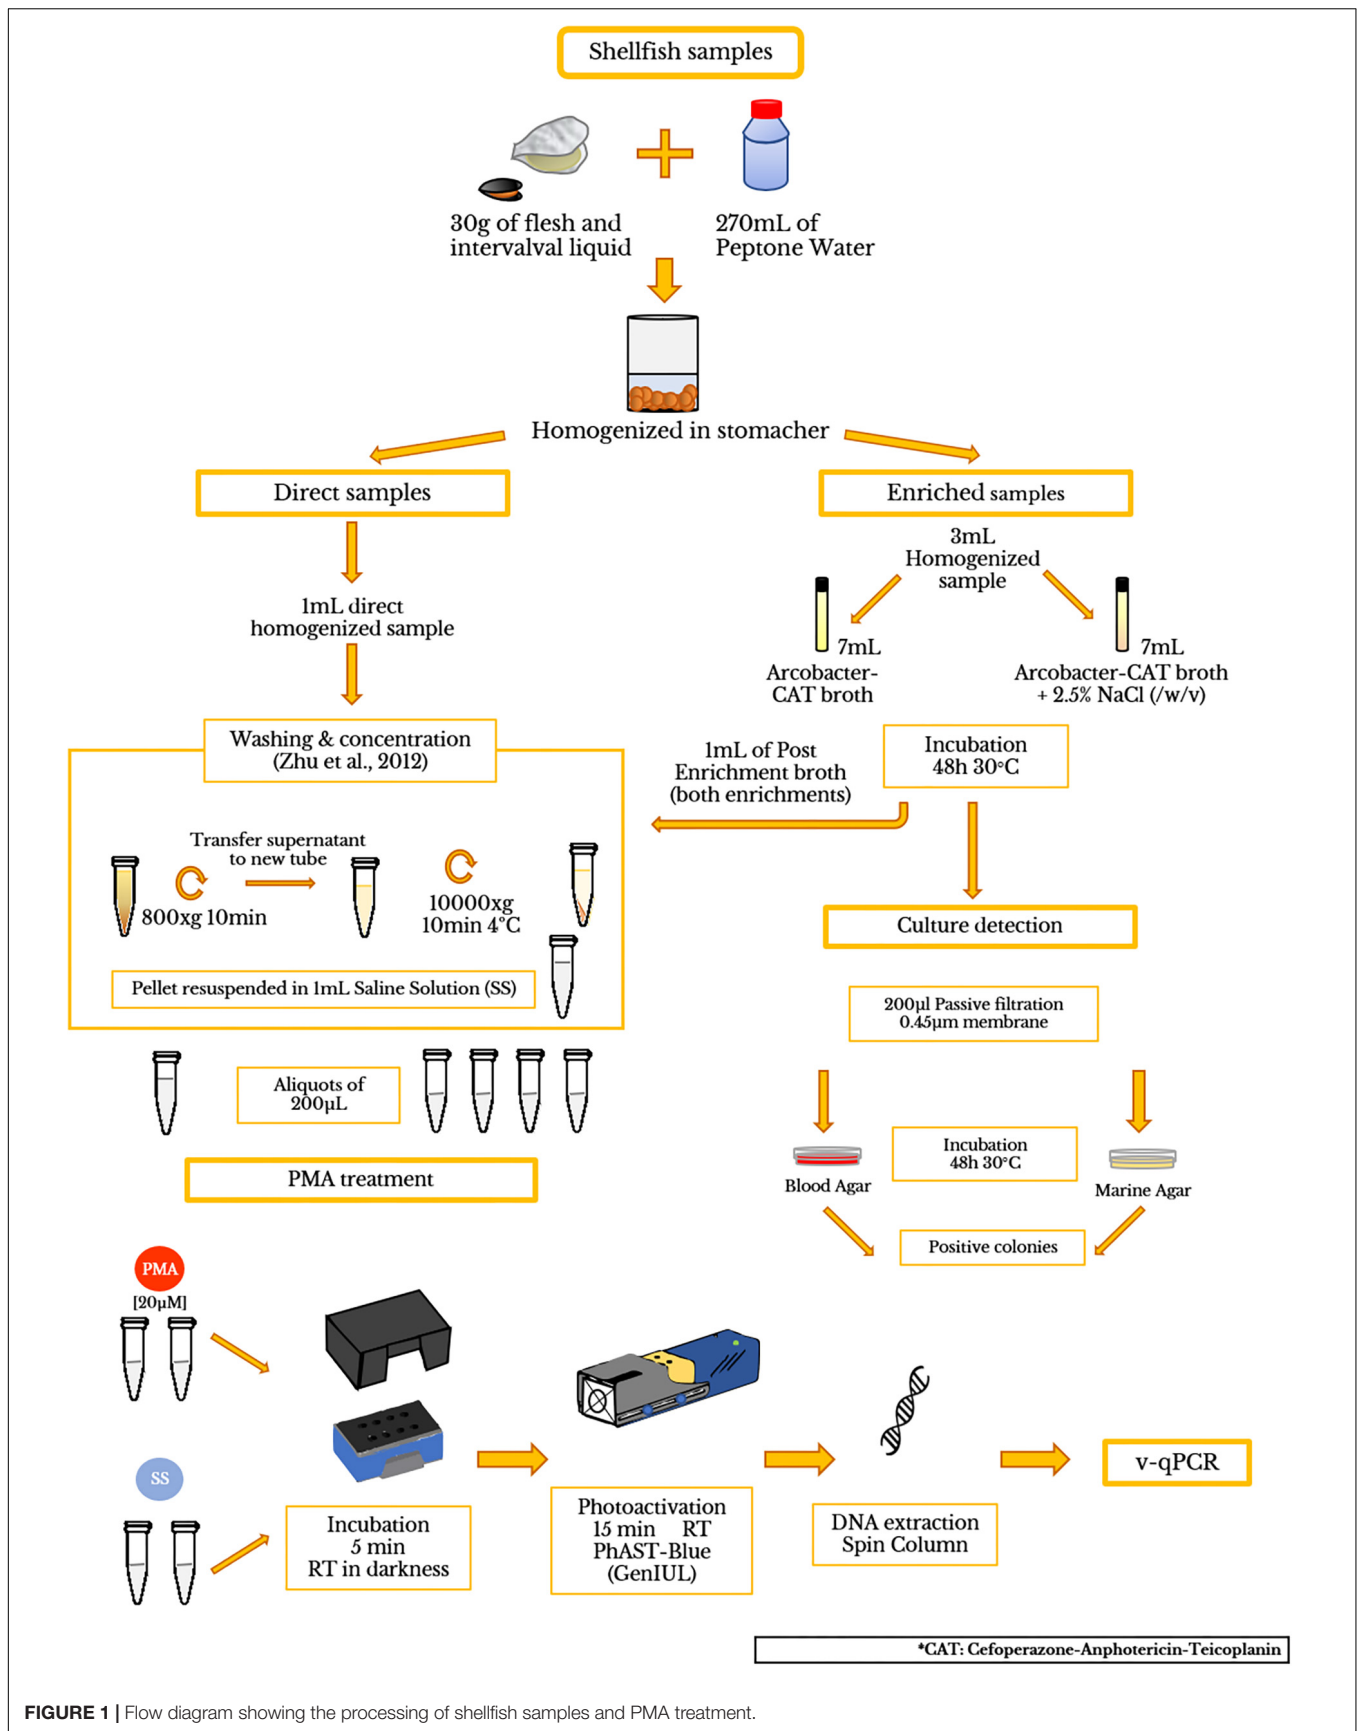 Shellfish samples
30g of flesh and
intervalval liquid
270mL of
Peptone Water
Homogenized in stomacher
Direct samples
1mL direct
homogenized sample
Enriched samples
3mL
Homogenized
sample
7mL
Arcobacter-
CAT broth
7mL
Arcobacter-CAT broth
+ 2.5% NaCl (/w/v)
Incubation
48h 30°C
1mL of Post
Enrichment broth
(both enrichments)
Washing & concentration
(Zhu et al., 2012)
Transfer supernatant
to new tube
800xg 10min
10000xg
10min 4°C
Pellet resuspended in 1mL Saline Solution (SS)
Aliquots of
200µL
Culture detection
200µl Passive filtration
0.45µm membrane
Incubation
48h 30°C
Blood Agar
Marine Agar
Positive colonies
PMA treatment
PMA
[20µM]
SS
Incubation
5 min
RT in darkness
Photoactivation
15 min RT
PhAST-Blue
(GenIUL)
DNA extraction
Spin Column
v-qPCR
*CAT: Cefoperazone-Anphotericin-Teicoplanin
FIGURE 1 | Flow diagram showing the processing of shellfish samples and PMA treatment.